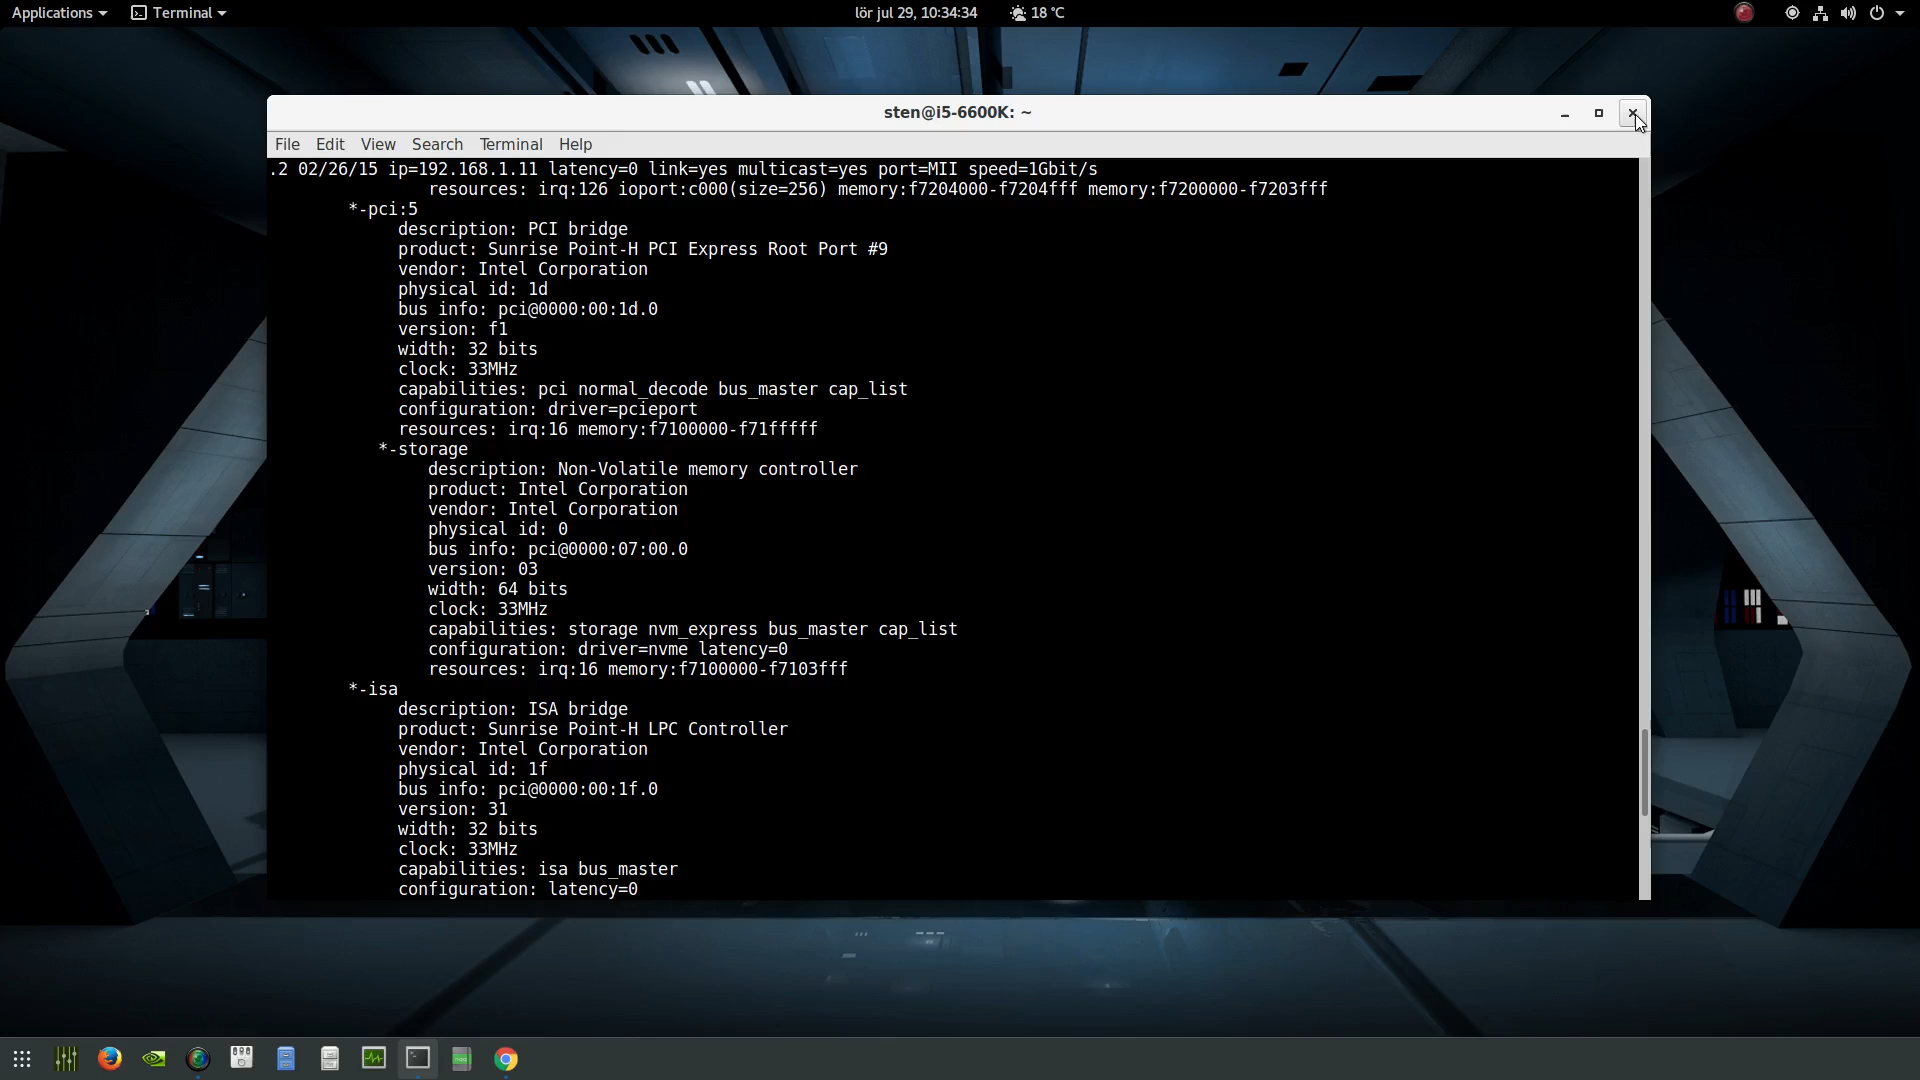 Applications
Terminal
lör jul 29, 10:34:34
18 °C
sten@i5-6600K: ~
File Edit View Search Terminal Help
.2 02/26/15 ip=192.168.1.11 latency=0 link=yes multicast=yes port=MII speed=1Gbit/s
resources: irq:126 ioport:c000(size=256) memory:f7204000-f7204fff memory:f7200000-f7203fff
*-pci:5
description: PCI bridge
product: Sunrise Point-H PCI Express Root Port #9
vendor: Intel Corporation
physical id: 1d
bus info: pci@0000:00:1d.0
version: f1
width: 32 bits
clock: 33MHz
capabilities: pci normal_decode bus_master cap_list
configuration: driver=pcieport
resources: irq:16 memory:f7100000-f71fffff
*-storage
description: Non-Volatile memory controller
product: Intel Corporation
vendor: Intel Corporation
physical id: 0
bus info: pci@0000:07:00.0
version: 03
width: 64 bits
clock: 33MHz
capabilities: storage nvm_express bus_master cap_list
configuration: driver=nvme latency=0
resources: irq:16 memory:f7100000-f7103fff
*-isa
description: ISA bridge
product: Sunrise Point-H LPC Controller
vendor: Intel Corporation
physical id: 1f
bus info: pci@0000:00:1f.0
version: 31
width: 32 bits
clock: 33MHz
capabilities: isa bus_master
configuration: latency=0